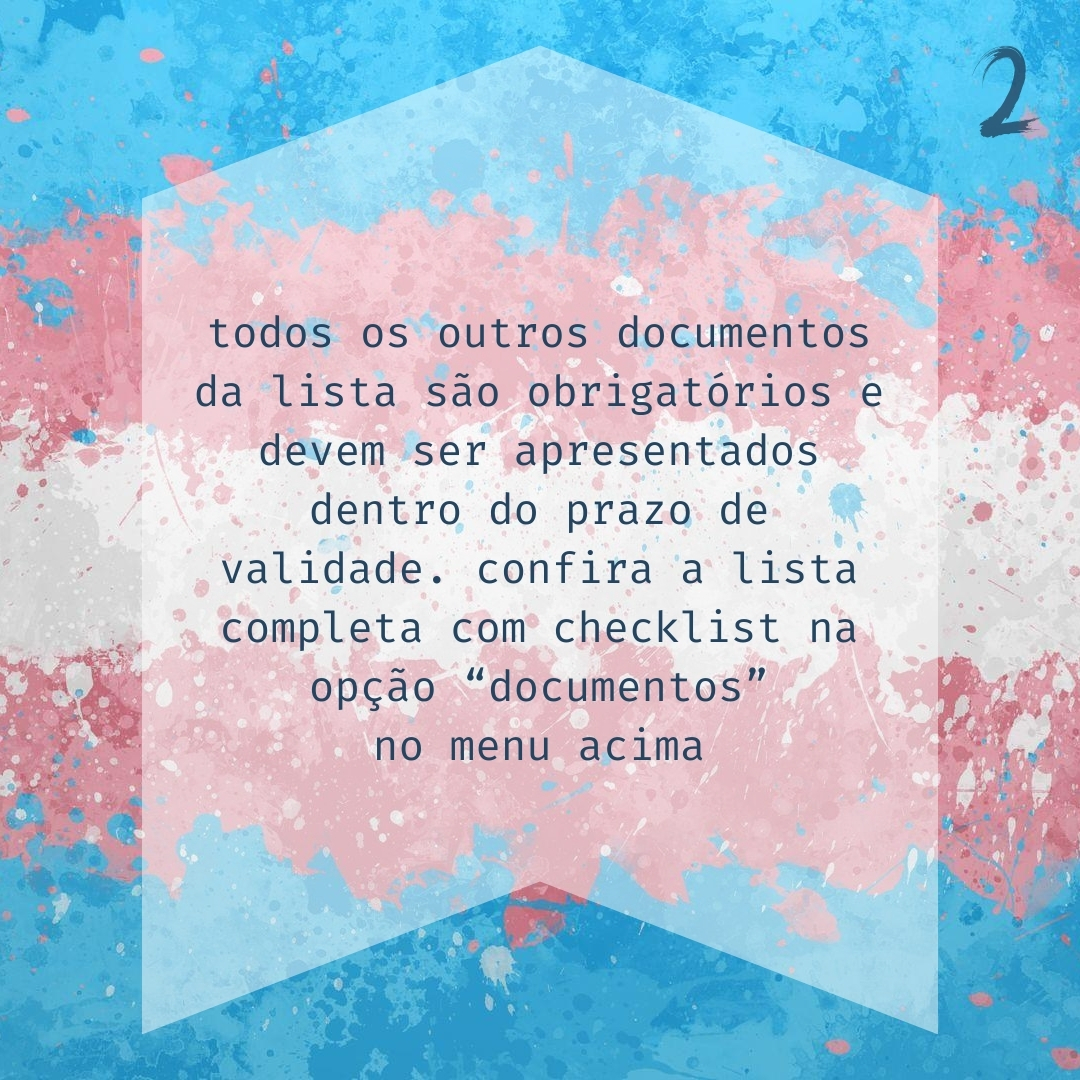 2
todos os outros documentos
da lista são obrigatórios e
devem ser apresentados
dentro do prazo de
validade. confira a lista
completa com checklist na
opção “documentos”
no menu acima